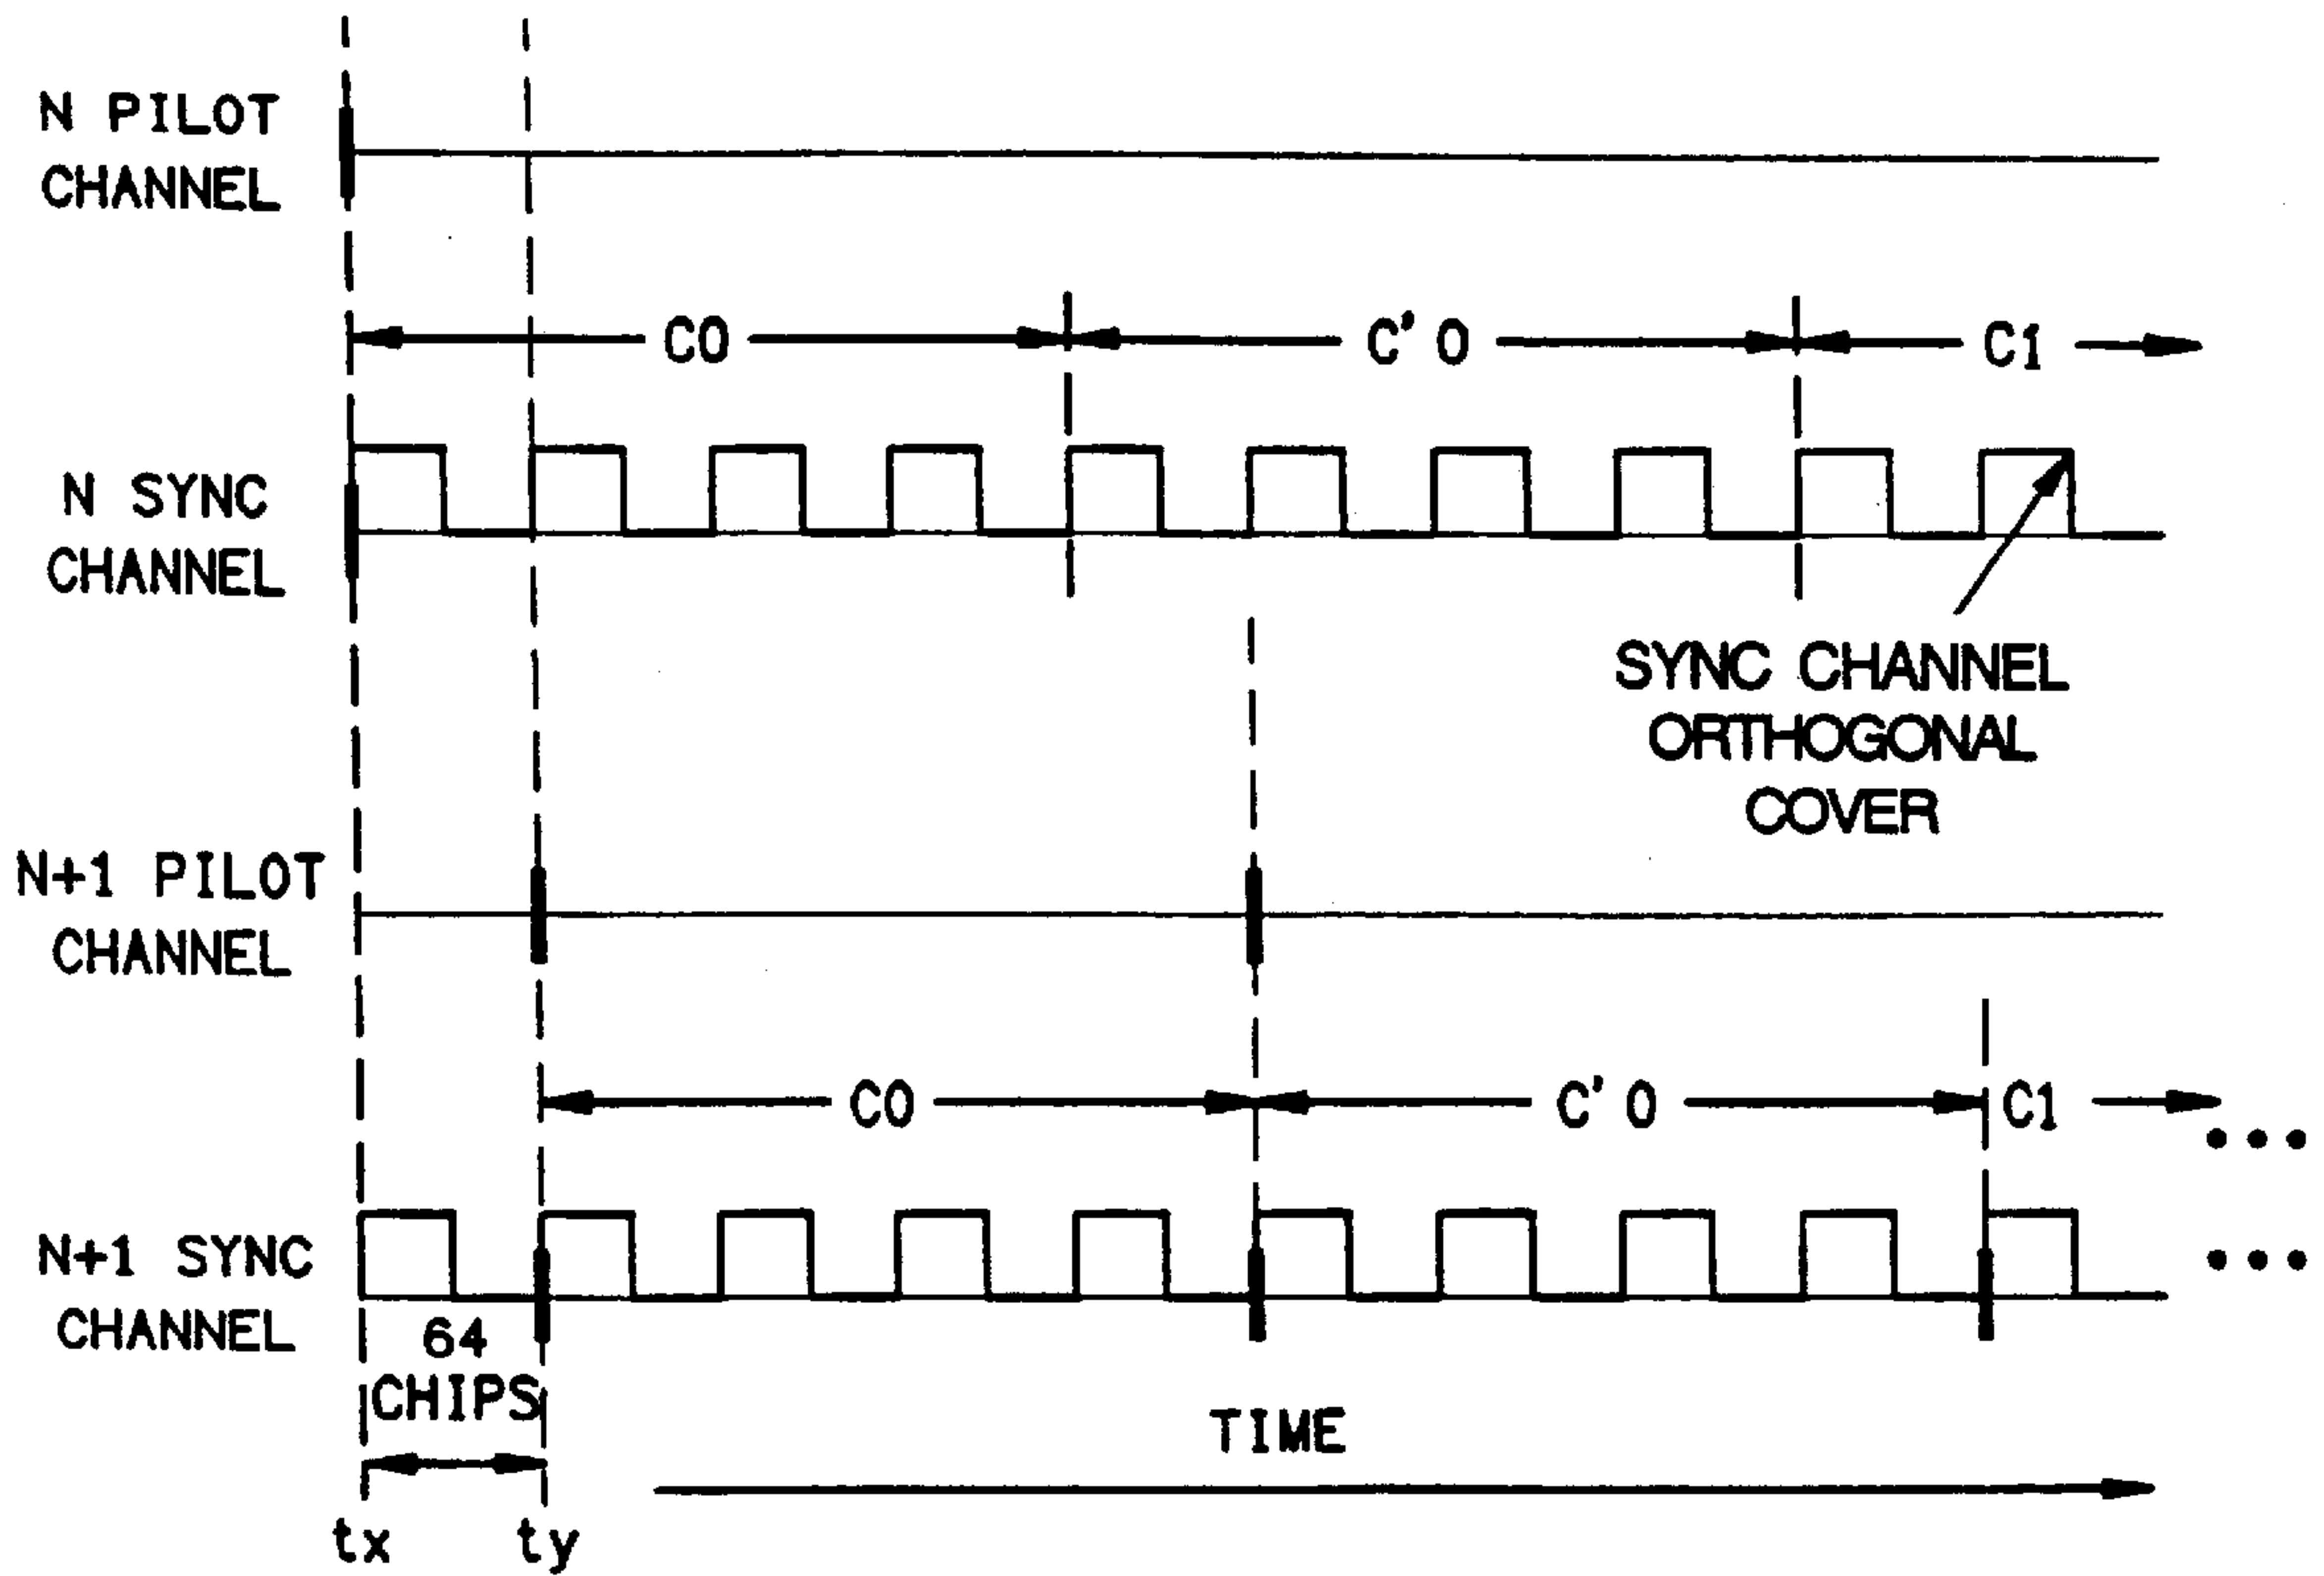 N PILOT
CHANNEL
C0
C'0
C1
N SYNC
CHANNEL
SYNC CHANNEL
ORTHOGONAL
COVER
N+1 PILOT
CHANNEL
C0
C'0
C1
N+1 SYNC
CHANNEL
64
CHIPS
TIME
tx
ty